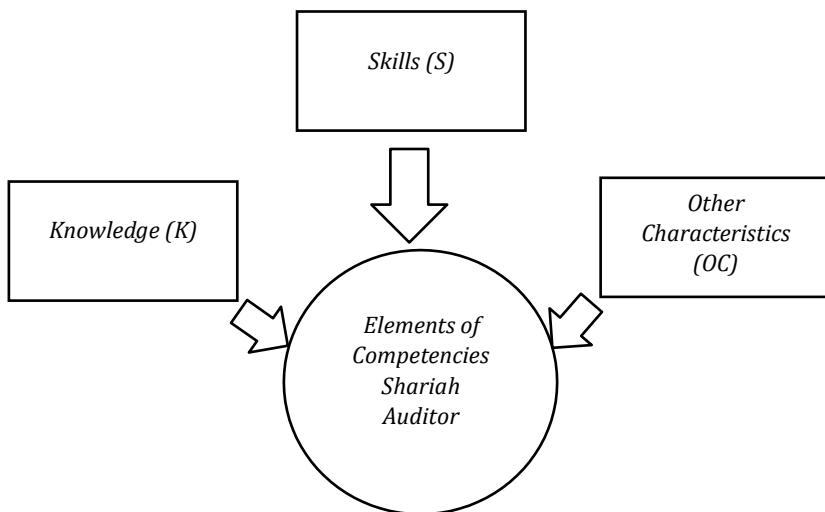 Skills (S)
Knowledge (K)
Other
Characteristics
(OC)
Elements of
Competencies
Shariah
Auditor